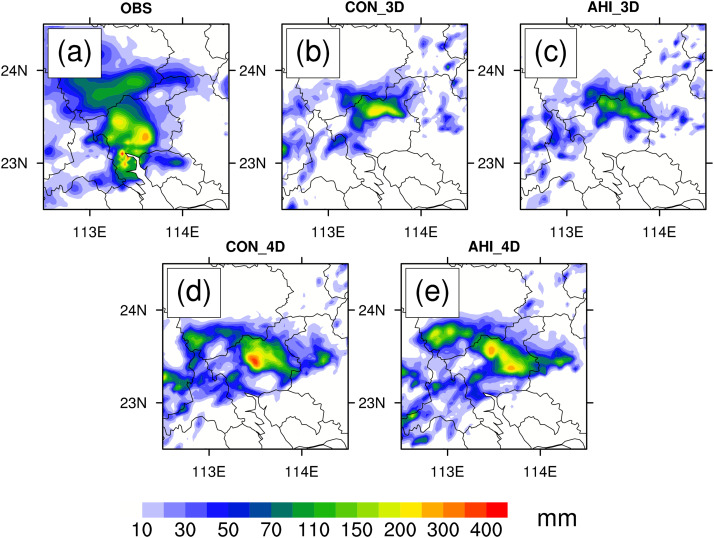 OBS
CON_3D
AHI_3D
(a)
(b)
(c)
24N
24N
24N
23N
23N
23N
113E
114E
113E
114E
113E
114E
CON_4D
AHI_4D
(d)
(e)
24N
24N
23N
23N
113E
114E
113E
114E
10 30 50 70 110 150 200 300 400 mm